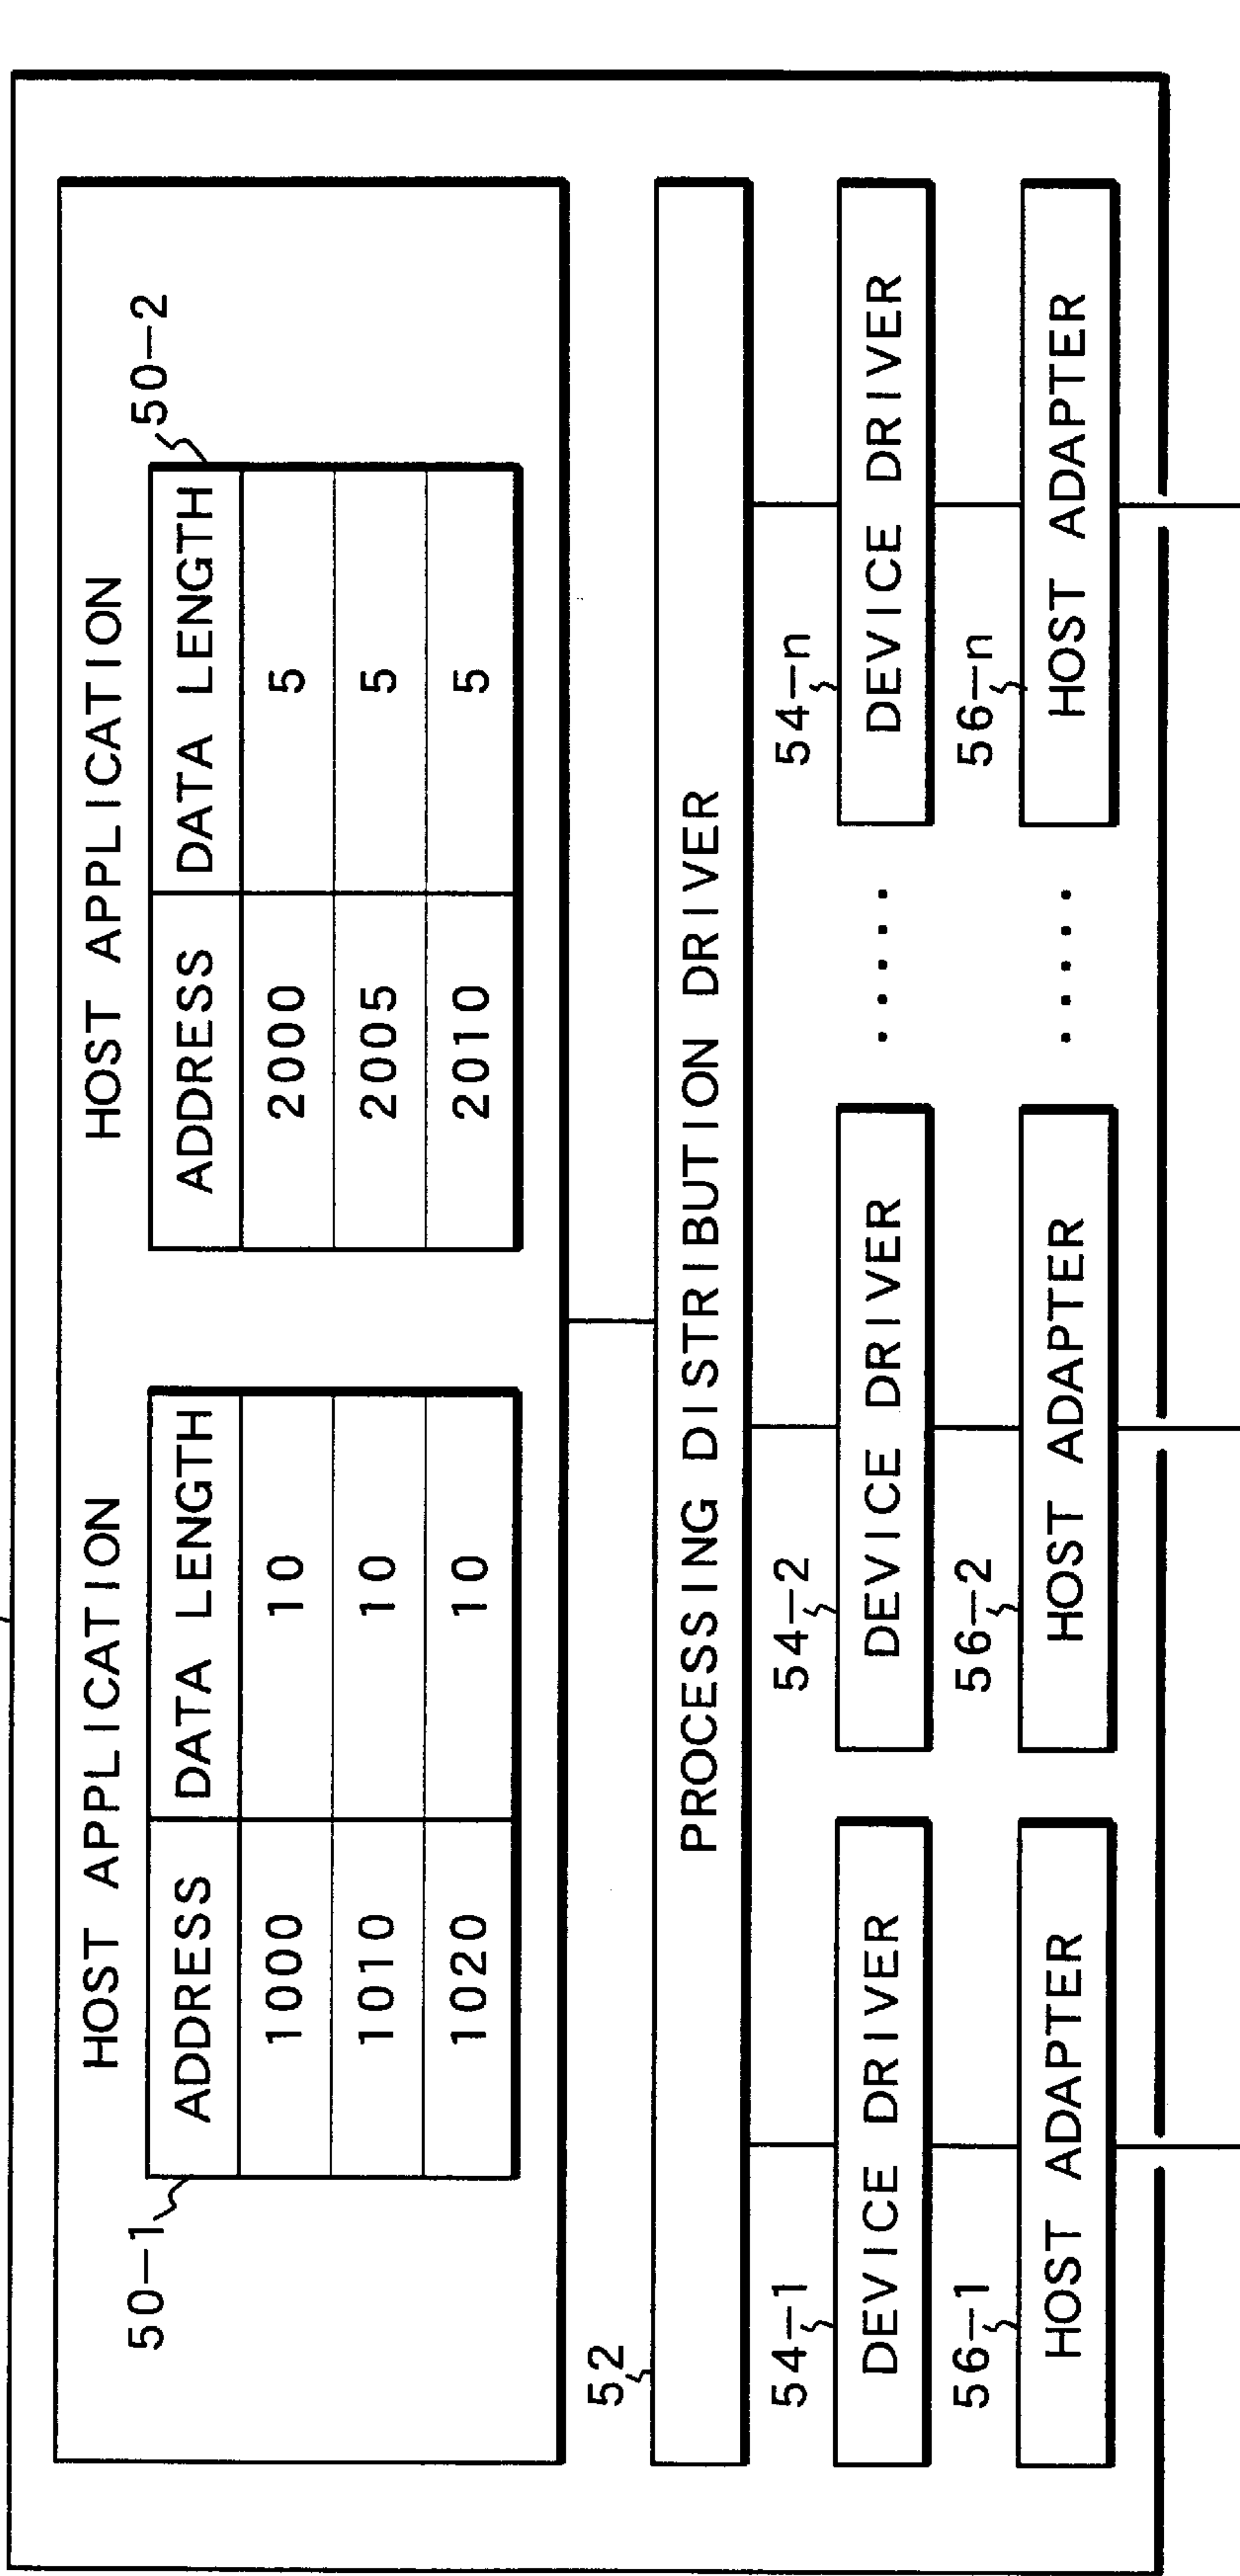 HOST APPLICATION HOST APPLICATION
50-1 50-2
ADDRESS DATA LENGTH ADDRESS DATA LENGTH
1000 10 2000 5
1010 10 2005 5
1020 10 2010 5
52
PROCESSING DISTRIBUTION DRIVER
54-1 54-2 54-n
DEVICE DRIVER DEVICE DRIVER ..... DEVICE DRIVER
56-1 56-2 56-n
HOST ADAPTER HOST ADAPTER ..... HOST ADAPTER